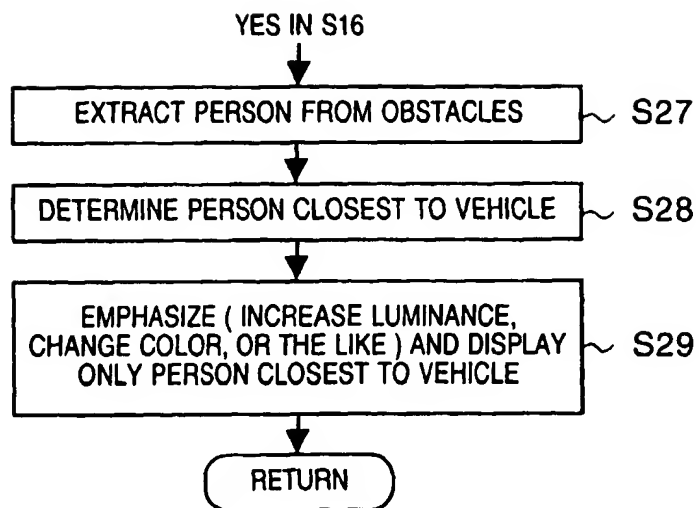 YES IN S16
EXTRACT PERSON FROM OBSTACLES
S27
DETERMINE PERSON CLOSEST TO VEHICLE
S28
EMPHASIZE ( INCREASE LUMINANCE,
CHANGE COLOR, OR THE LIKE ) AND DISPLAY
ONLY PERSON CLOSEST TO VEHICLE
S29
RETURN